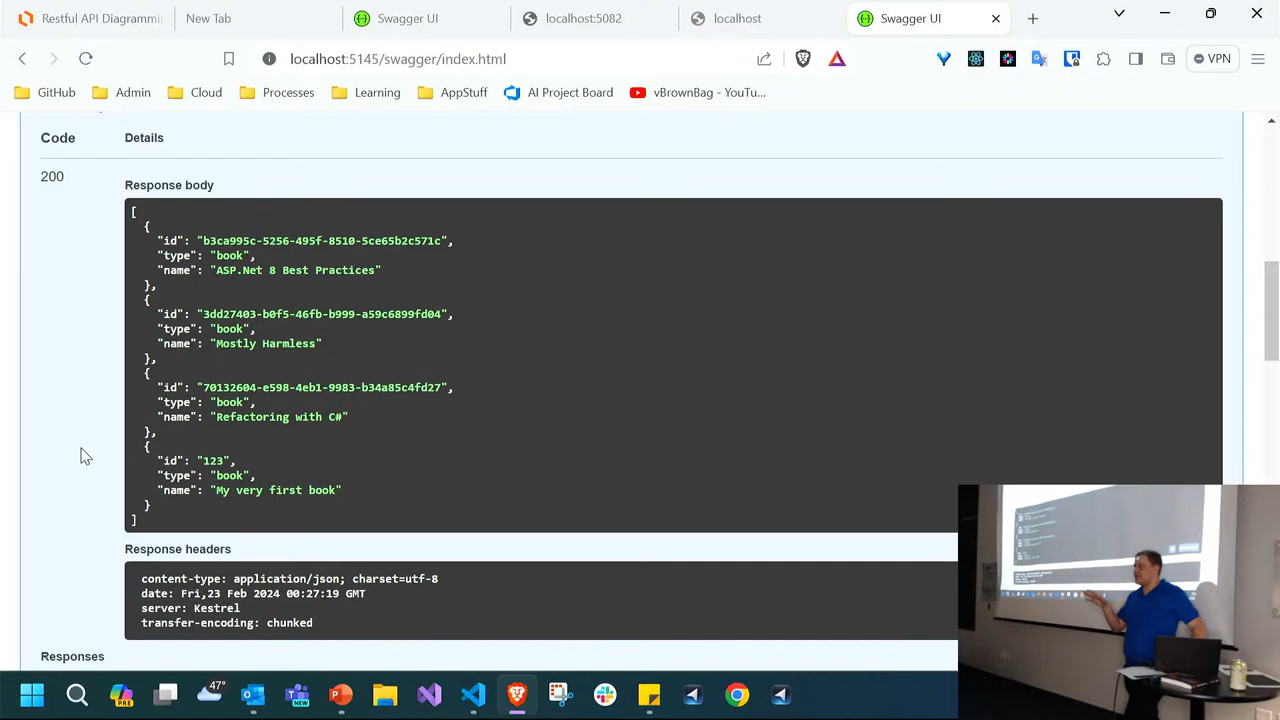 Restful API Diagrammin
New Tab
Swagger UI
localhost:5082
localhost
Swagger UI
localhost:5145/swagger/index.html
VPN
GitHub
Admin
Cloud
Processes
Learning
AppStuff
AI Project Board
vBrownBag - YouTu...
Code
Details
200
Response body
[
{
"id": "b3ca995c-5256-495f-8510-5ce65b2c571c",
"type": "book",
"name": "ASP.Net 8 Best Practices"
},
{
"id": "3dd27403-b0f5-46fb-b999-a59c6899fd04",
"type": "book",
"name": "Mostly Harmless"
},
{
"id": "70132604-e598-4eb1-9983-b34a85c4fd27",
"type": "book",
"name": "Refactoring with C#"
},
{
"id": "123",
"type": "book",
"name": "My very first book"
}
]
Response headers
content-type: application/json; charset=utf-8
date: Fri,23 Feb 2024 00:27:19 GMT
server: Kestrel
transfer-encoding: chunked
Responses
PRE
47°
NEW